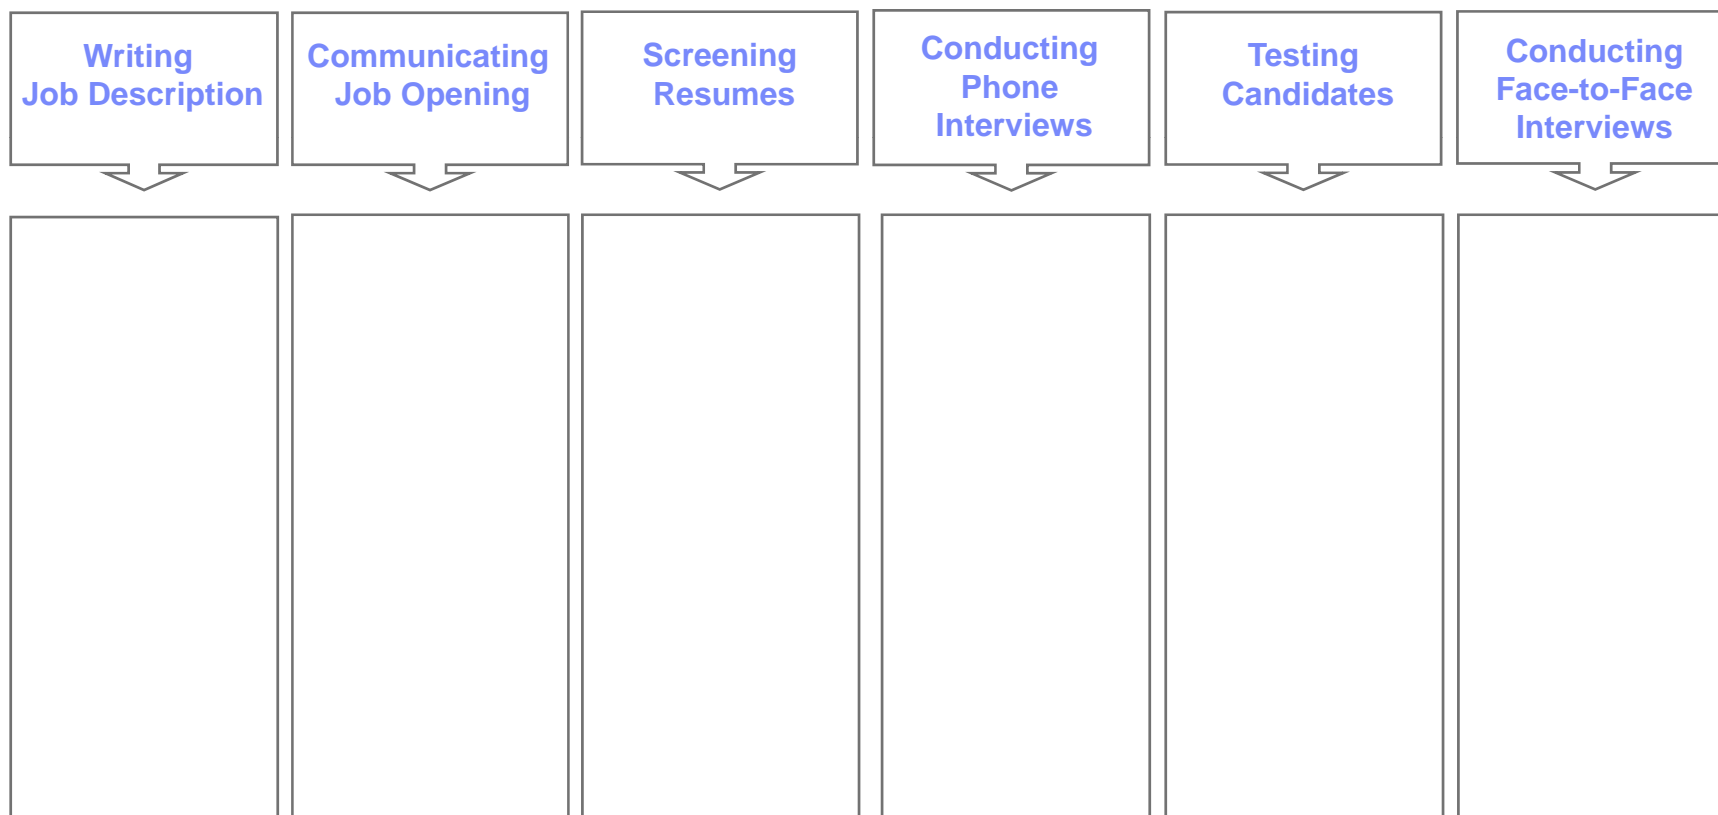 Writing
Job Description
Communicating
Job Opening
Screening
Resumes
Conducting
Phone
Interviews
Testing
Candidates
Conducting
Face-to-Face
Interviews